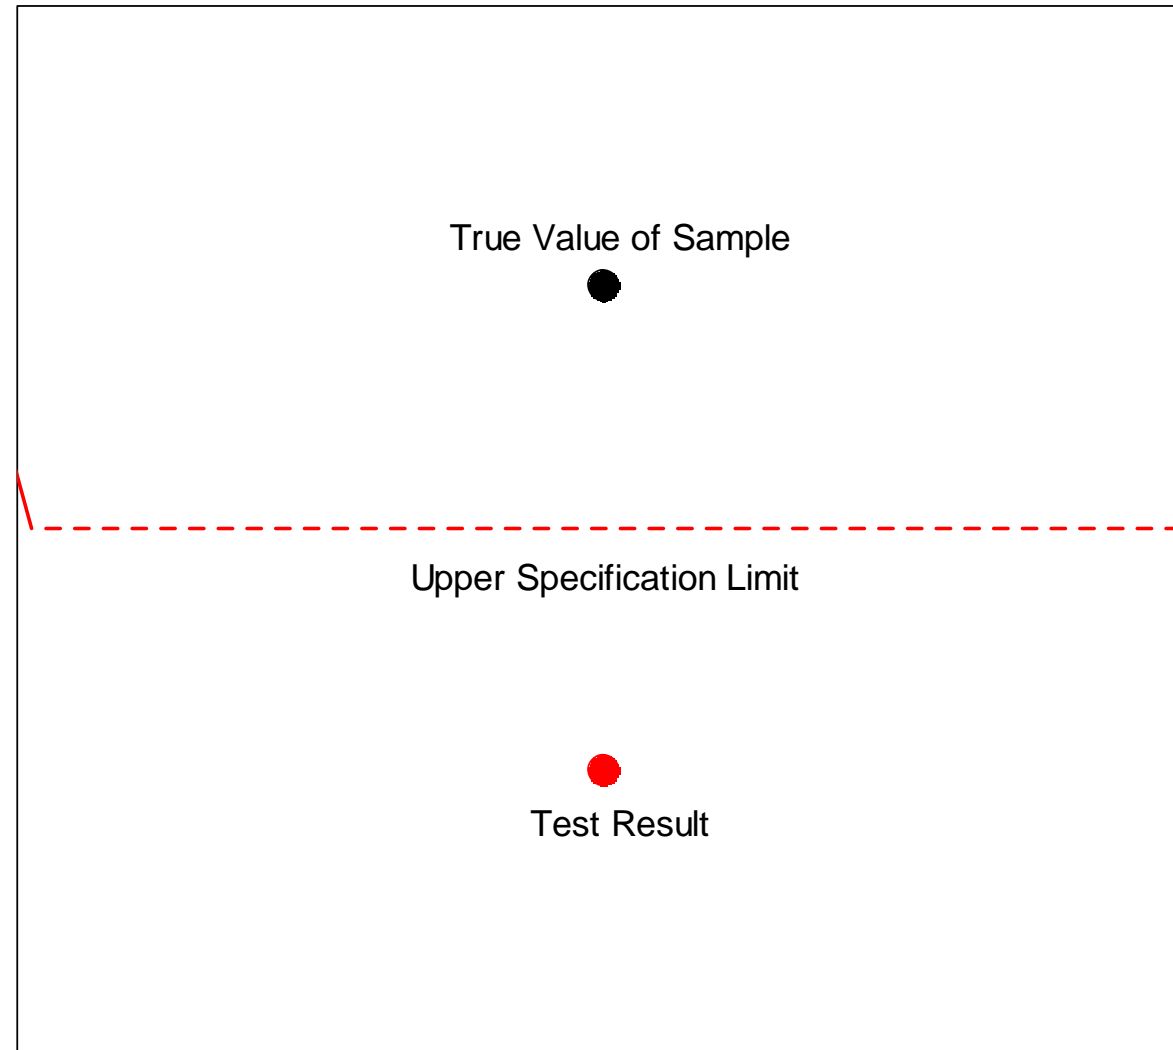 True Value of Sample
Upper Specification Limit
Test Result